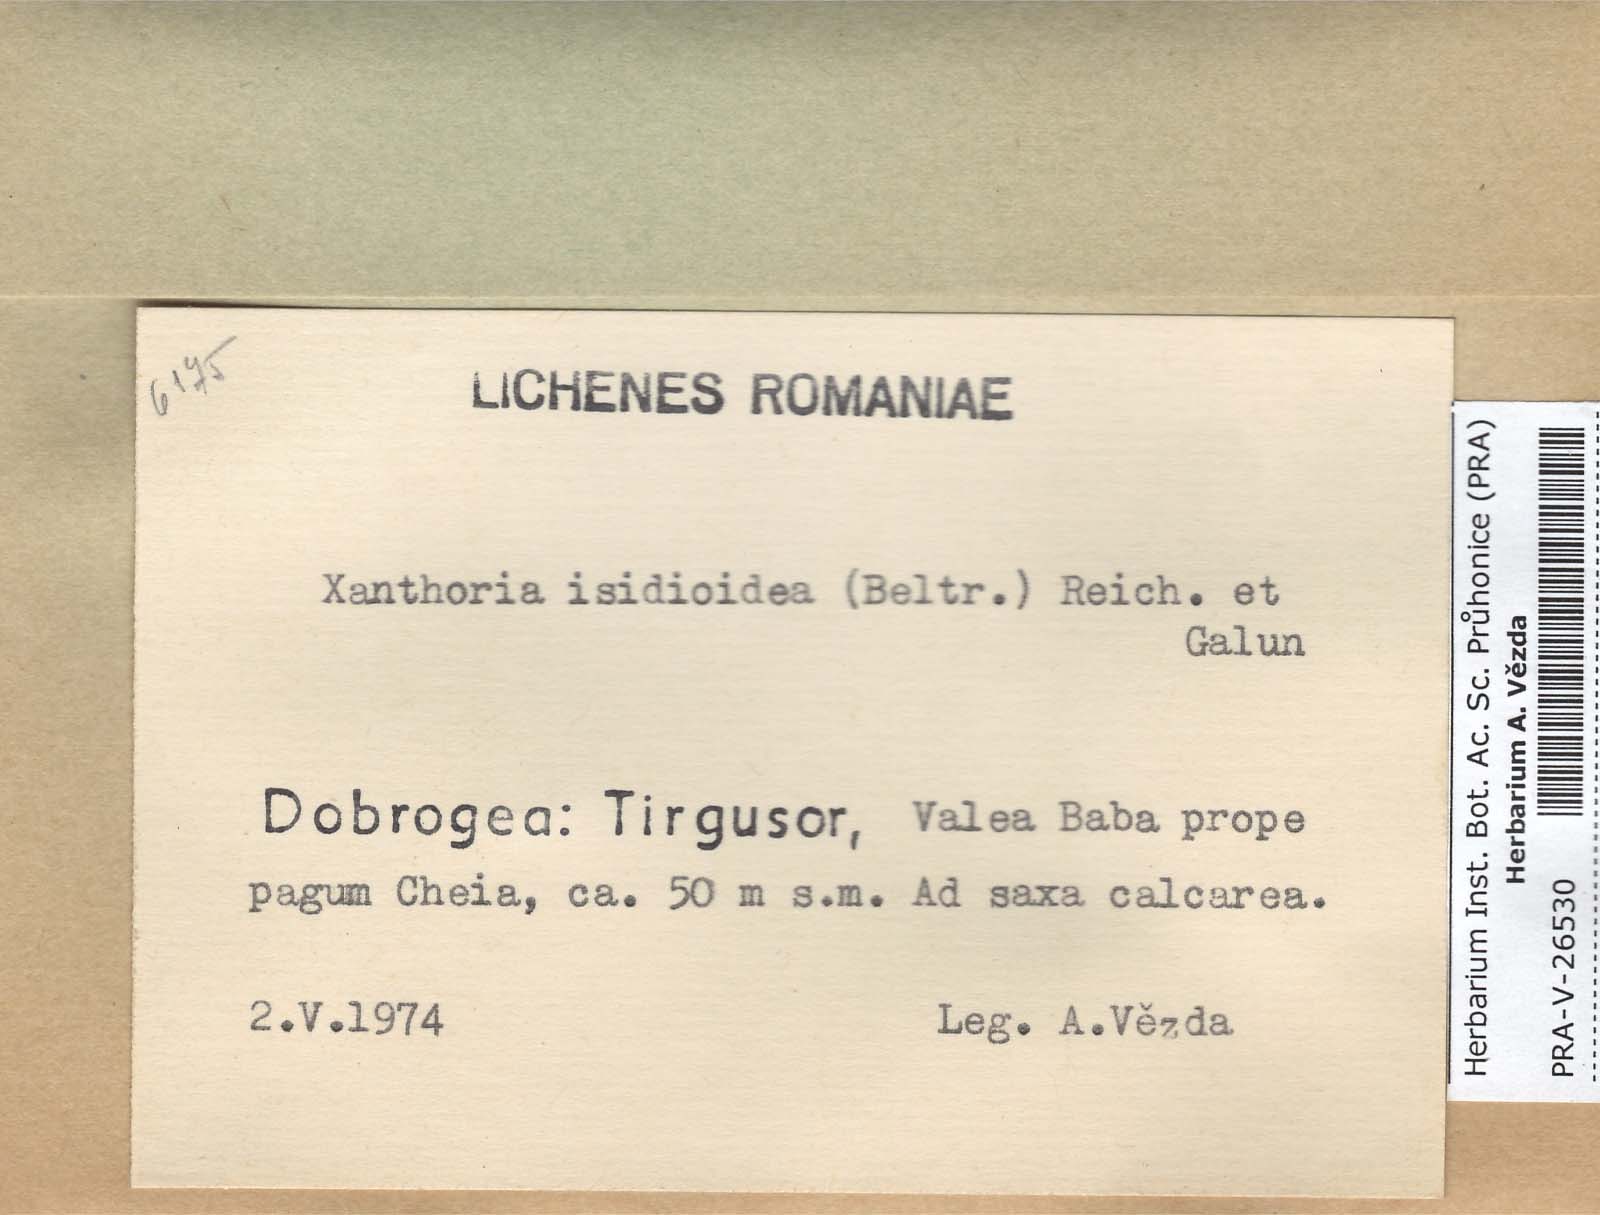 6175
LICHENES ROMANIAE
Xanthoria isidioidea (Beltr.) Reich. et
Galun
Dobrogea: Tirgusor, Valea Baba prope
pagum Cheia, ca. 50 m s.m. Ad saxa calcarea.
2.V.1974 Leg. A.Vězda
Herbarium Inst. Bot. Ac. Sc. Průhonice (PRA)
Herbarium A. Vězda
PRA-V-26530